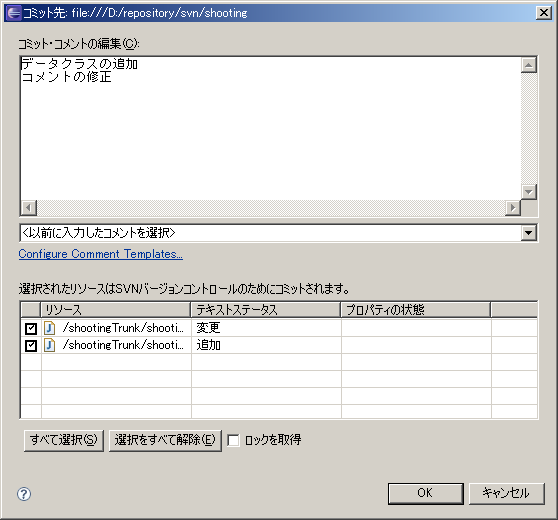 コミット先: file:///D:/repository/svn/shooting
コミット・コメントの編集(C):
データクラスの追加
コメントの修正
<以前に入力したコメントを選択>
Configure Comment Templates...
選択されたリソースはSVNバージョンコントロールのためにコミットされます。
リソース テキストステータス プロパティの状態
/shootingTrunk/shooti... 変更
/shootingTrunk/shooti... 追加
すべて選択(S) 選択をすべて解除(E) ロックを取得
OK キャンセル